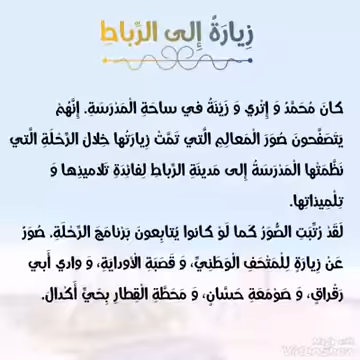 زِيارَةٌ إِلى الرِّباطِ
كانَ مُحَمَّدُ وَ إِثري وَ زَيْنَةُ في ساحَةِ الْمَدْرَسَةِ. إِنَّهُمْ
يَتَصَفَّحونَ صُوَرَ الْمَعالِمِ الَّتي تَمَّتْ زِيارَتُها خِلالَ الرِّحْلَةِ الَّتي
نَظَّمَتْها الْمَدْرَسَةُ إِلى مَدينَةِ الرِّباطِ لِفائِدَةِ تَلاميذِها وَ
تِلْميذاتِها.
لَقَدْ رُتِّبَتِ الصُّوَرُ كَما لَوْ كانوا يُتابِعونَ بَرْنامَجَ الرِّحْلَةِ. صُوَرٌ
عَنْ زِيارَةٍ لِلْمَتْحَفِ الْوَطَنِيِّ، وَ قَصَبَةِ الْأودايَةِ، وَ وادي أَبي
رَقْراقٍ، وَ صَوْمَعَةِ حَسَّانٍ، وَ مَحَطَّةِ الْقِطارِ بِحَيِّ أَكْدالَ.